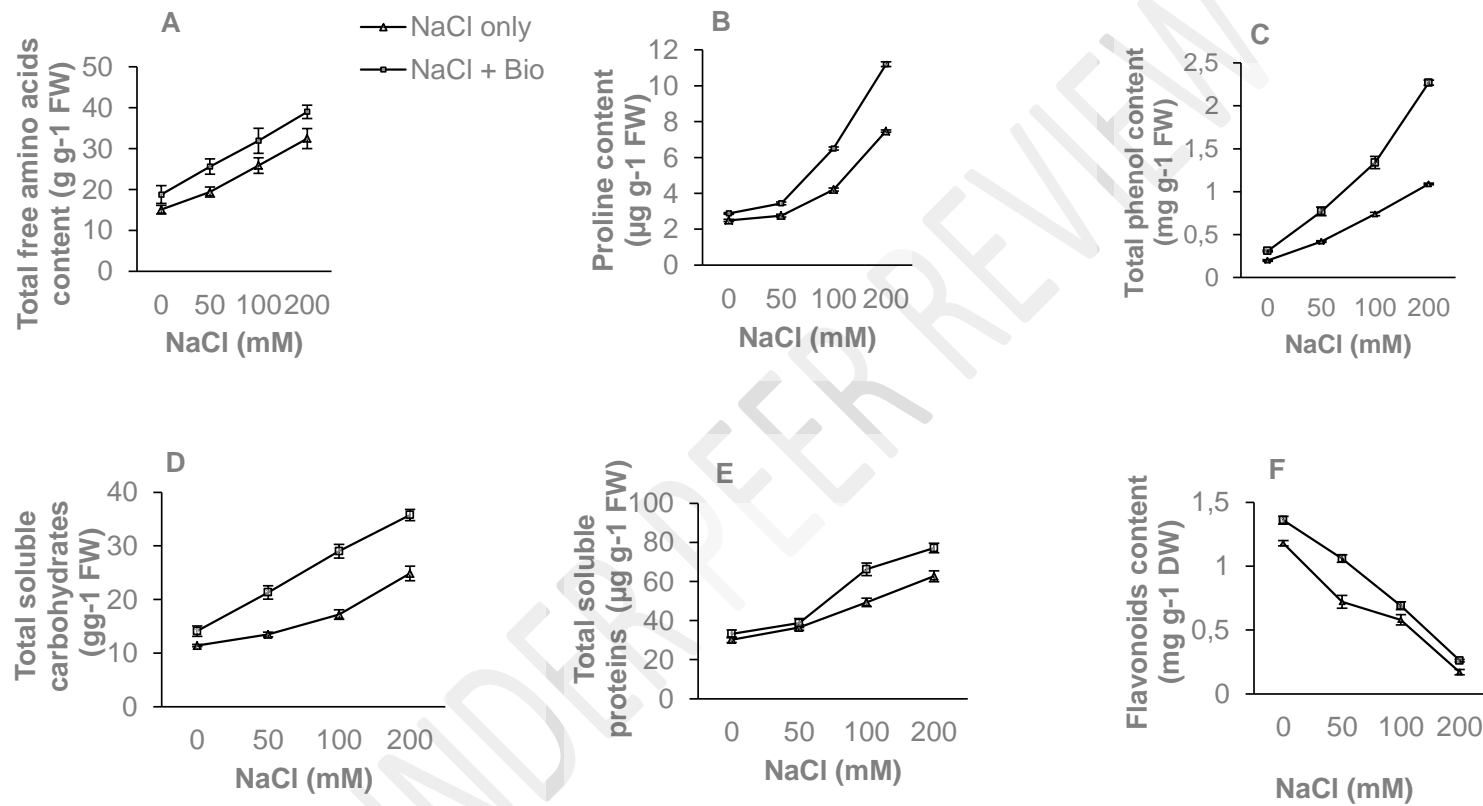 A
NaCl only
NaCl + Bio
Total free amino acids
content (g g-1 FW)
50
40
30
20
10
0
0 50 100 200
NaCl (mM)
B
Proline content
(µg g-1 FW)
12
10
8
6
4
2
0
0 50 100 200
NaCl (mM)
C
Total phenol content
(mg g-1 FW)
2,5
2
1,5
1
0,5
0
0 50 100 200
NaCl (mM)
D
Total soluble
carbohydrates
(gg-1 FW)
40
30
20
10
0
0 50 100 200
NaCl (mM)
E
Total soluble
proteins (µg g-1 FW)
100
80
60
40
20
0
0 50 100 200
NaCl (mM)
F
Flavonoids content
(mg g-1 DW)
1,5
1
0,5
0
0 50 100 200
NaCl (mM)
UNDER PEER REVIEW